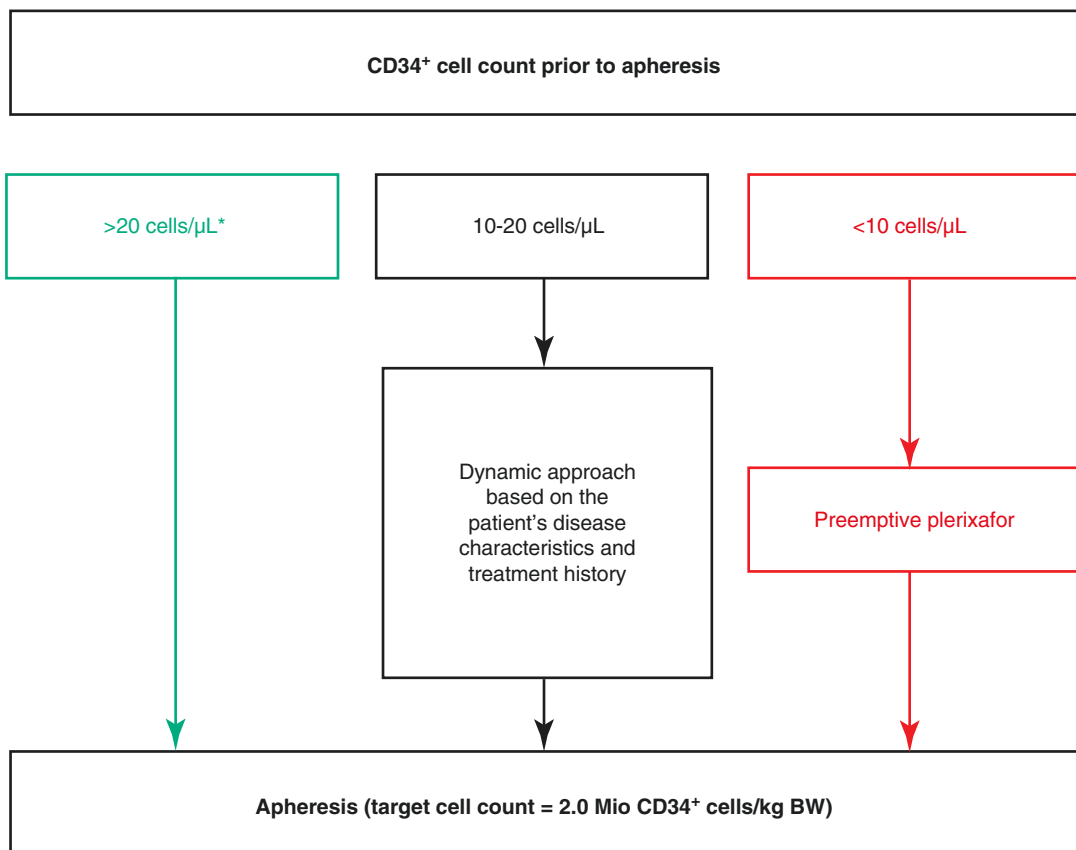 CD34⁺ cell count prior to apheresis
>20 cells/µL*
10-20 cells/µL
<10 cells/µL
Dynamic approach
based on the
patient’s disease
characteristics and
treatment history
Preemptive plerixafor
Apheresis (target cell count = 2.0 Mio CD34⁺ cells/kg BW)